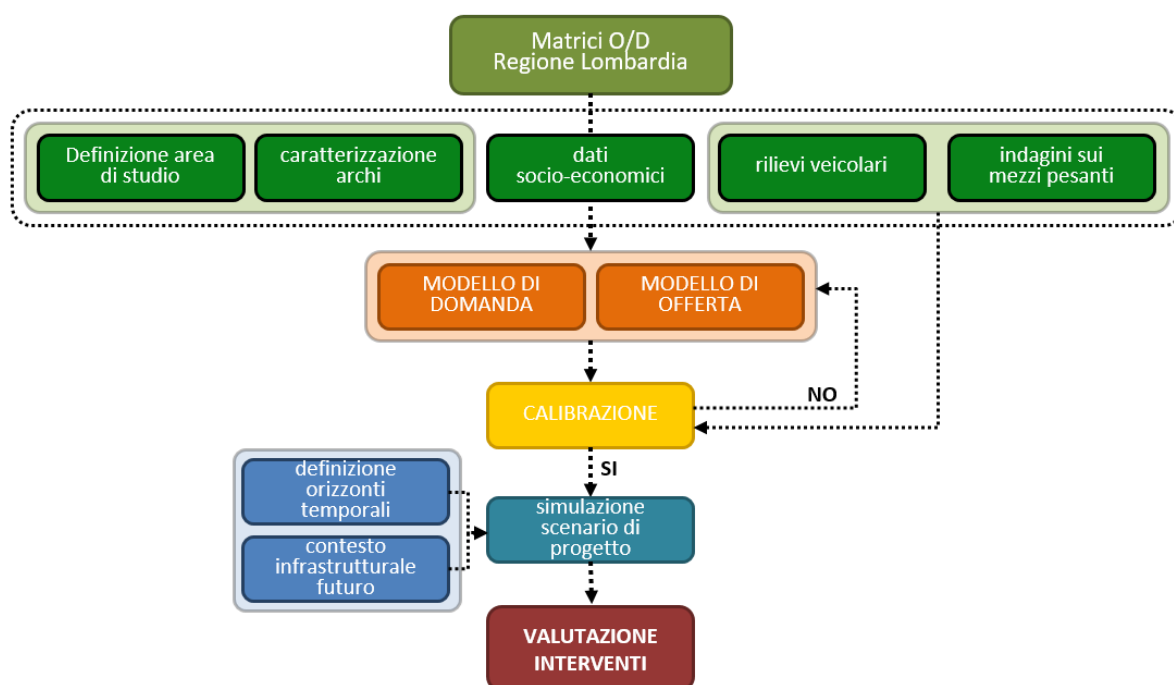 Matrici O/D
Regione Lombardia
Definizione area
di studio
caratterizzazione
archi
dati
socio-economici
rilievi veicolari
indagini sui
mezzi pesanti
MODELLO DI
DOMANDA
MODELLO DI
OFFERTA
CALIBRAZIONE
NO
SI
definizione
orizzonti
temporali
contesto
infrastrutturale
futuro
simulazione
scenario di
progetto
VALUTAZIONE
INTERVENTI